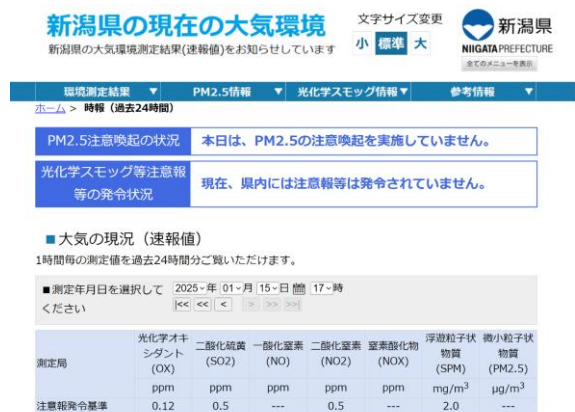 新潟県の現在の大気環境
新潟県の大気環境測定結果(速報値)をお知らせしています
文字サイズ変更
小 標準 大
新潟県
NIIGATA PREFECTURE
全てのメニューを表示
環境測定結果 ▼ PM2.5情報 ▼ 光化学スモッグ情報▼ 参考情報 ▼
ホーム > 時報（過去24時間）
PM2.5注意喚起の状況 本日は、PM2.5の注意喚起を実施していません。
光化学スモッグ等注意報
等の発令状況
現在、県内には注意報等は発令されていません。
■大気の現況（速報値）
1時間毎の測定値を過去24時間分ご覧いただけます。
■測定年月日を選択して
ください
2025 年 01 月 15 日 17 時
|<< << < > >> >>|
測定局
光化学オキ
シダント
(OX)
二酸化硫黄
(SO2)
一酸化窒素
(NO)
二酸化窒素
(NO2)
窒素酸化物
(NOX)
浮遊粒子状
物質
(SPM)
微小粒子状
物質
(PM2.5)
ppm ppm ppm ppm ppm mg/m³ μg/m³
注意報発令基準 0.12 0.5 --- 0.5 --- 2.0 ---